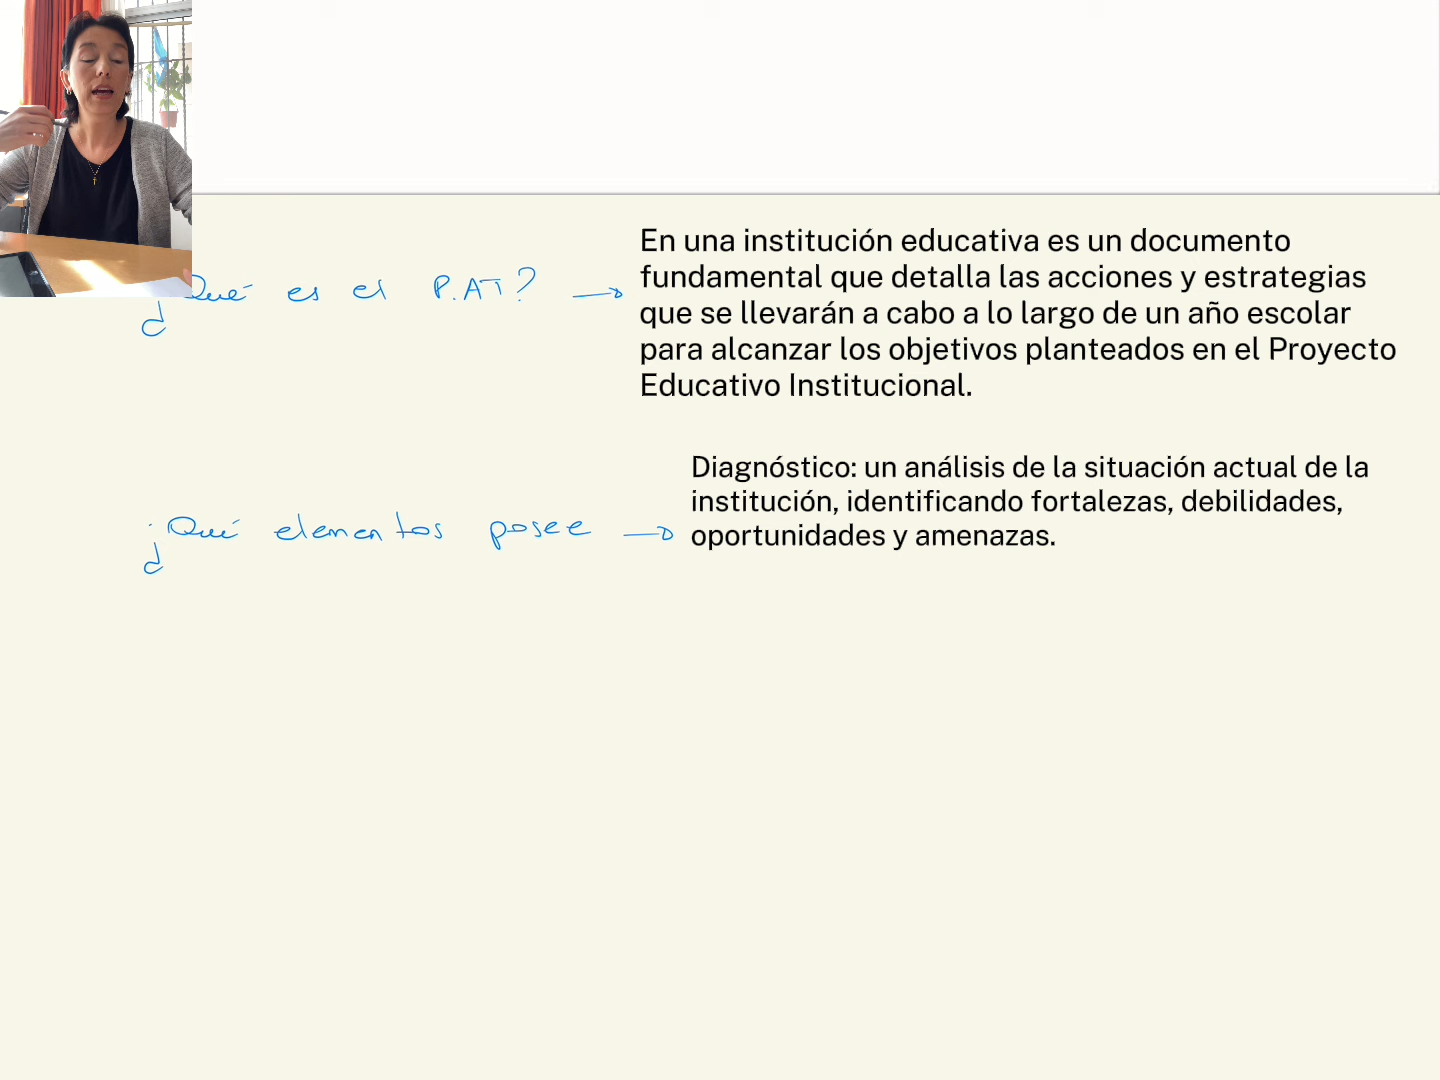 ¿Qué es el P.AT?
En una institución educativa es un documento
fundamental que detalla las acciones y estrategias
que se llevarán a cabo a lo largo de un año escolar
para alcanzar los objetivos planteados en el Proyecto
Educativo Institucional.
¿Qué elementos posee
Diagnóstico: un análisis de la situación actual de la
institución, identificando fortalezas, debilidades,
oportunidades y amenazas.